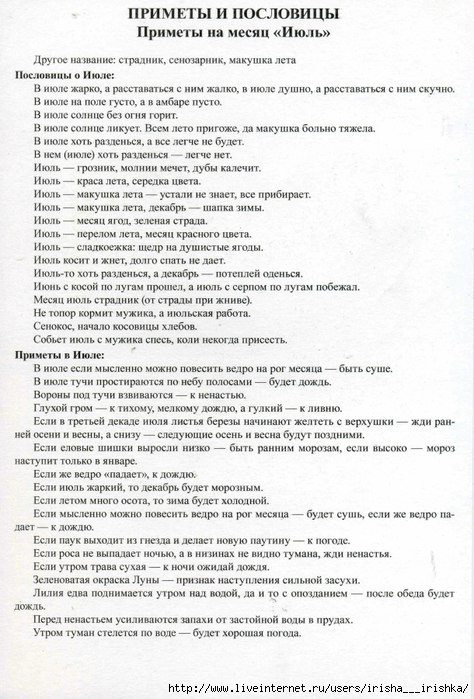 ПРИМЕТЫ И ПОСЛОВИЦЫ
Приметы на месяц «Июль»
Другое название: страдник, сенозарник, макушка лета
Пословицы о Июле:
В июле жарко, а расставаться с ним жалко, в июле душно, а расставаться с ним скучно.
В июле на поле густо, а в амбаре пусто.
В июле солнце без огня горит.
В июле солнце ликует. Всем лето пригоже, да макушка больно тяжела.
В июле хоть разденься, а все легче не будет.
В нем (июле) хоть разденься — легче нет.
Июль — грозник, молнии мечет, дубы калечит.
Июль — краса лета, середка цвета.
Июль — макушка лета — устали не знает, все прибирает.
Июль — макушка лета, декабрь — шапка зимы.
Июль — месяц ягод, зеленая страда.
Июль — перелом лета, месяц красного цвета.
Июль — сладкоежка: щедр на душистые ягоды.
Июль косит и жнет, долго спать не дает.
Июль-то хоть разденься, а декабрь — потеплей оденься.
Июнь с косой по лугам прошел, а июль с серпом по лугам побежал.
Месяц июль страдник (от страды при жниве).
Не топор кормит мужика, а июльская работа.
Сенокос, начало косовицы хлебов.
Собьет июль с мужика спесь, коли некогда присесть.
Приметы в Июле:
В июле если мысленно можно повесить ведро на рог месяца — быть суше.
В июле тучи простираются по небу полосами — будет дождь.
Вороны под тучи взвиваются — к ненастью.
Глухой гром — к тихому, мелкому дождю, а гулкий — к ливню.
Если в третьей декаде июля листья березы начинают желтеть с верхушки — жди ран-
ней осени и весны, а снизу — следующие осень и весна будут поздними.
Если еловые шишки выросли низко — быть ранним морозам, если высоко — мороз
наступит только в январе.
Если же ведро «падает», к дождю.
Если июль жаркий, то декабрь будет морозным.
Если летом много осота, то зима будет холодной.
Если мысленно можно повесить ведро на рог месяца — будет сушь, если же ведро па-
дает — к дождю.
Если паук выходит из гнезда и делает новую паутину — к погоде.
Если роса не выпадает ночью, а в низинах не видно тумана, жди ненастья.
Если утром трава сухая — к ночи ожидай дождя.
Зеленоватая окраска Луны — признак наступления сильной засухи.
Лилия едва поднимается утром над водой, да и то с опозданием — после обеда будет
дождь.
Перед ненастьем усиливаются запахи от застойной воды в прудах.
Утром туман стелется по воде — будет хорошая погода.
http://www.liveinternet.ru/users/irisha___irishka/